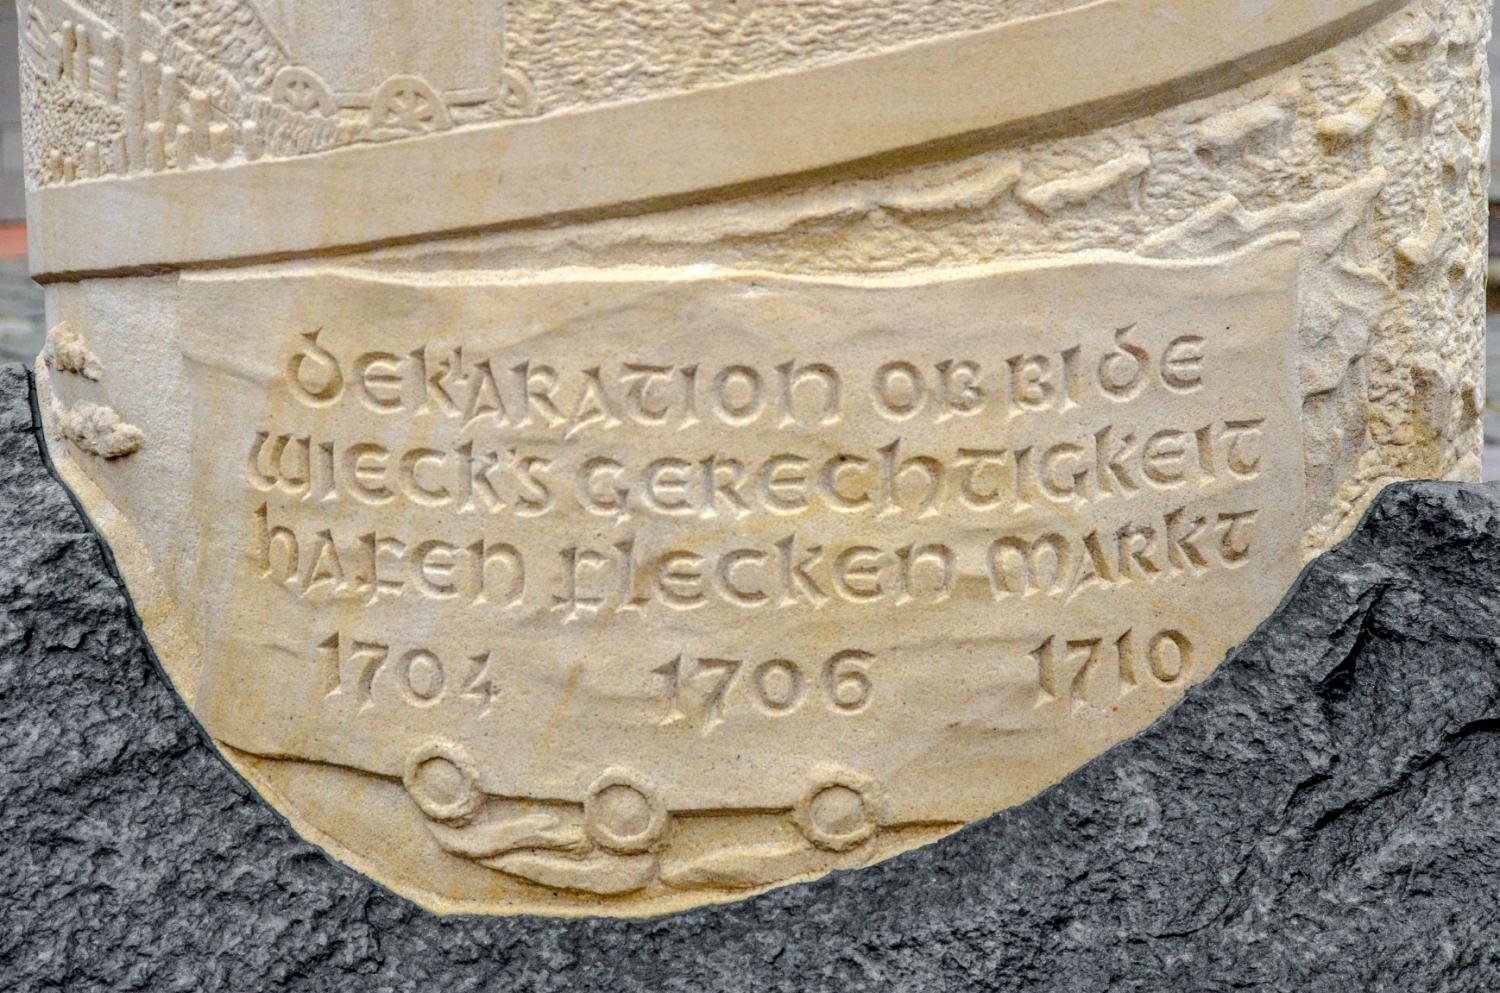 DEKARATION OB BI DE
WIECK'S GERECHTIGKEIT
HAFEN FLECKEN MARKT
1704 1706 1710